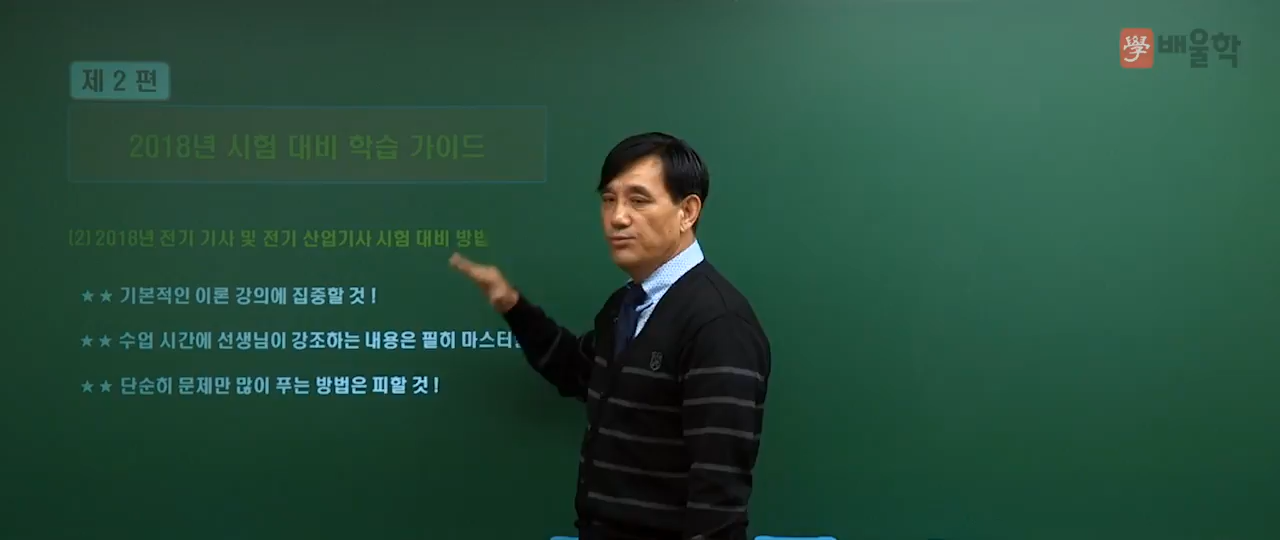 學 배울학
제 2 편
2018년 시험 대비 학습 가이드
(2) 2018년 전기 기사 및 전기 산업기사 시험 대비 방법
★★ 기본적인 이론 강의에 집중할 것 !
★★ 수업 시간에 선생님이 강조하는 내용은 필히 마스터
★★ 단순히 문제만 많이 푸는 방법은 피할 것 !